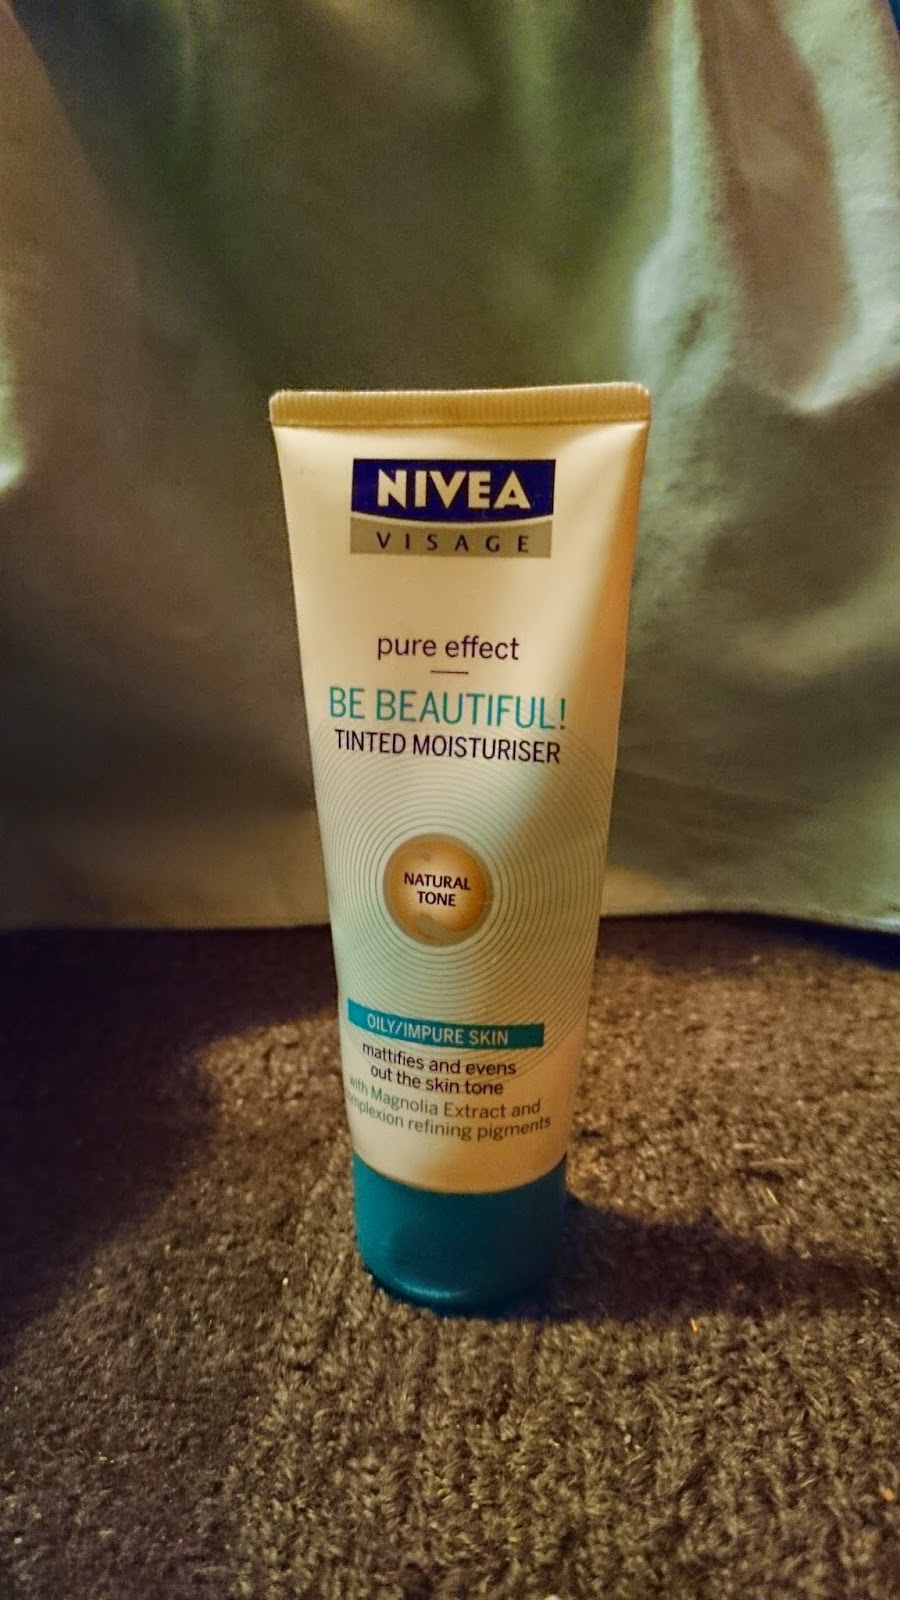 NIVEA
VISAGE
pure effect
BE BEAUTIFUL!
TINTED MOISTURISER
NATURAL
TONE
OILY/IMPURE SKIN
mattifies and evens
out the skin tone
with Magnolia Extract and
complexion refining pigments